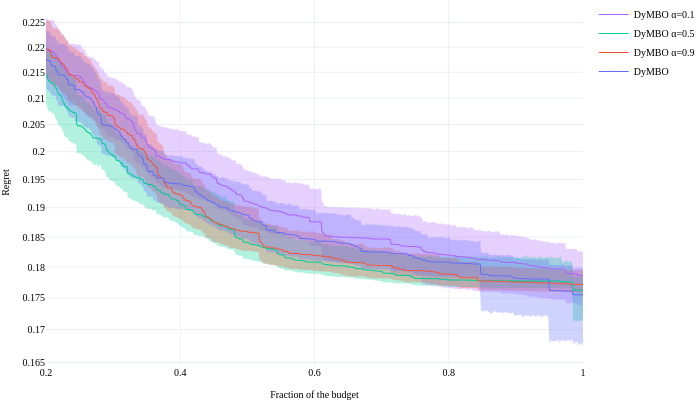 0.225
0.22
0.215
0.21
0.205
0.2
0.195
0.19
0.185
0.18
0.175
0.17
0.165
Regret
0.2 0.4 0.6 0.8 1
Fraction of the budget
DyMBO α=0.1
DyMBO α=0.5
DyMBO α=0.9
DyMBO